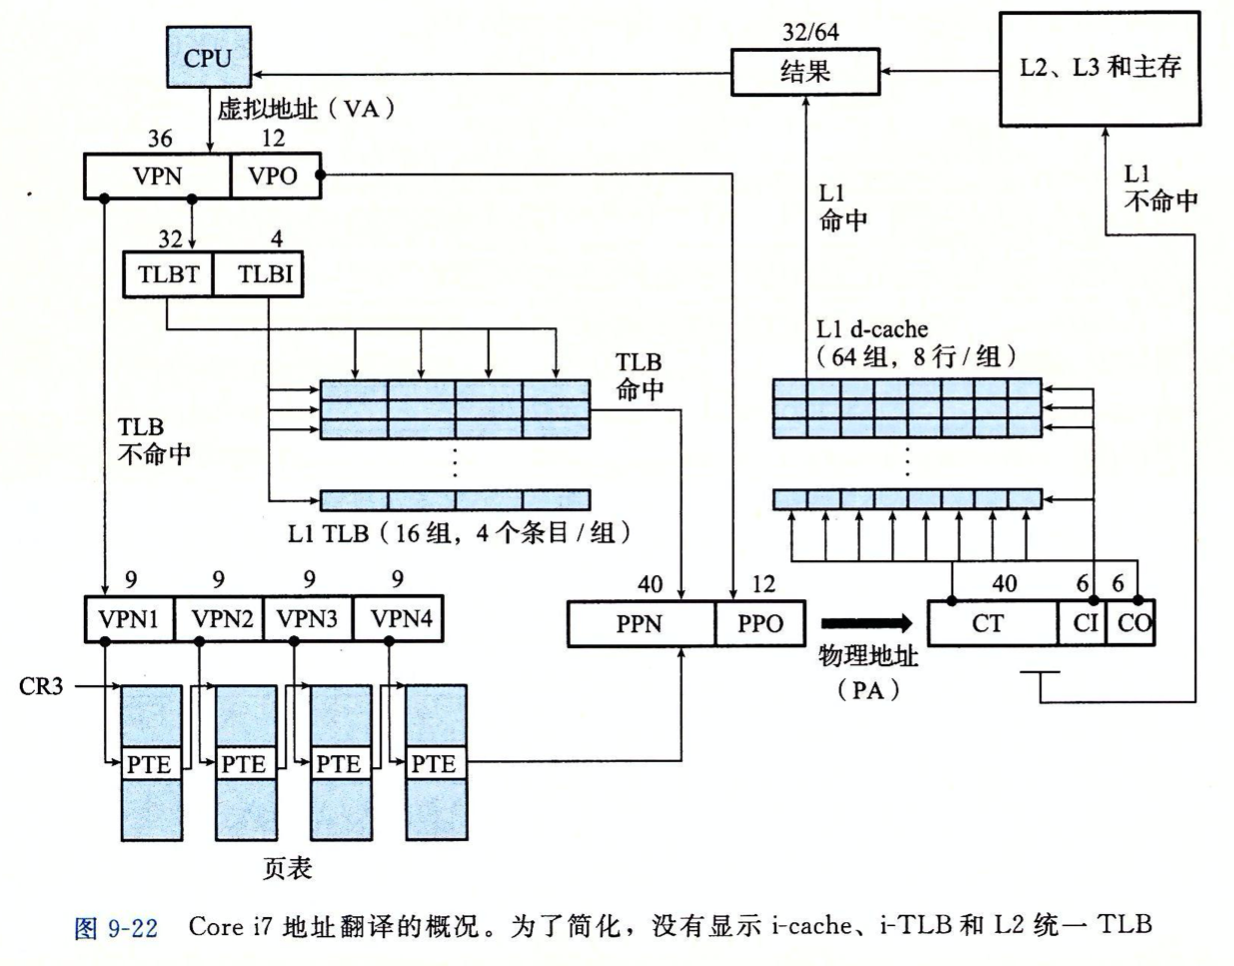 32/64
CPU
结果
L2、L3 和主存
虚拟地址（VA）
36
12
VPN
VPO
L1
命中
L1
不命中
32
4
TLBT
TLBI
TLB
命中
L1 d-cache
（64 组，8 行/组）
TLB
不命中
L1 TLB（16 组，4 个条目/组）
9
9
9
9
VPN1
VPN2
VPN3
VPN4
40
12
PPN
PPO
物理地址
（PA）
40
6
6
CT
CI
CO
CR3
PTE
PTE
PTE
PTE
页表
图 9-22 Core i7 地址翻译的概况。为了简化，没有显示 i-cache、i-TLB 和 L2 统一 TLB